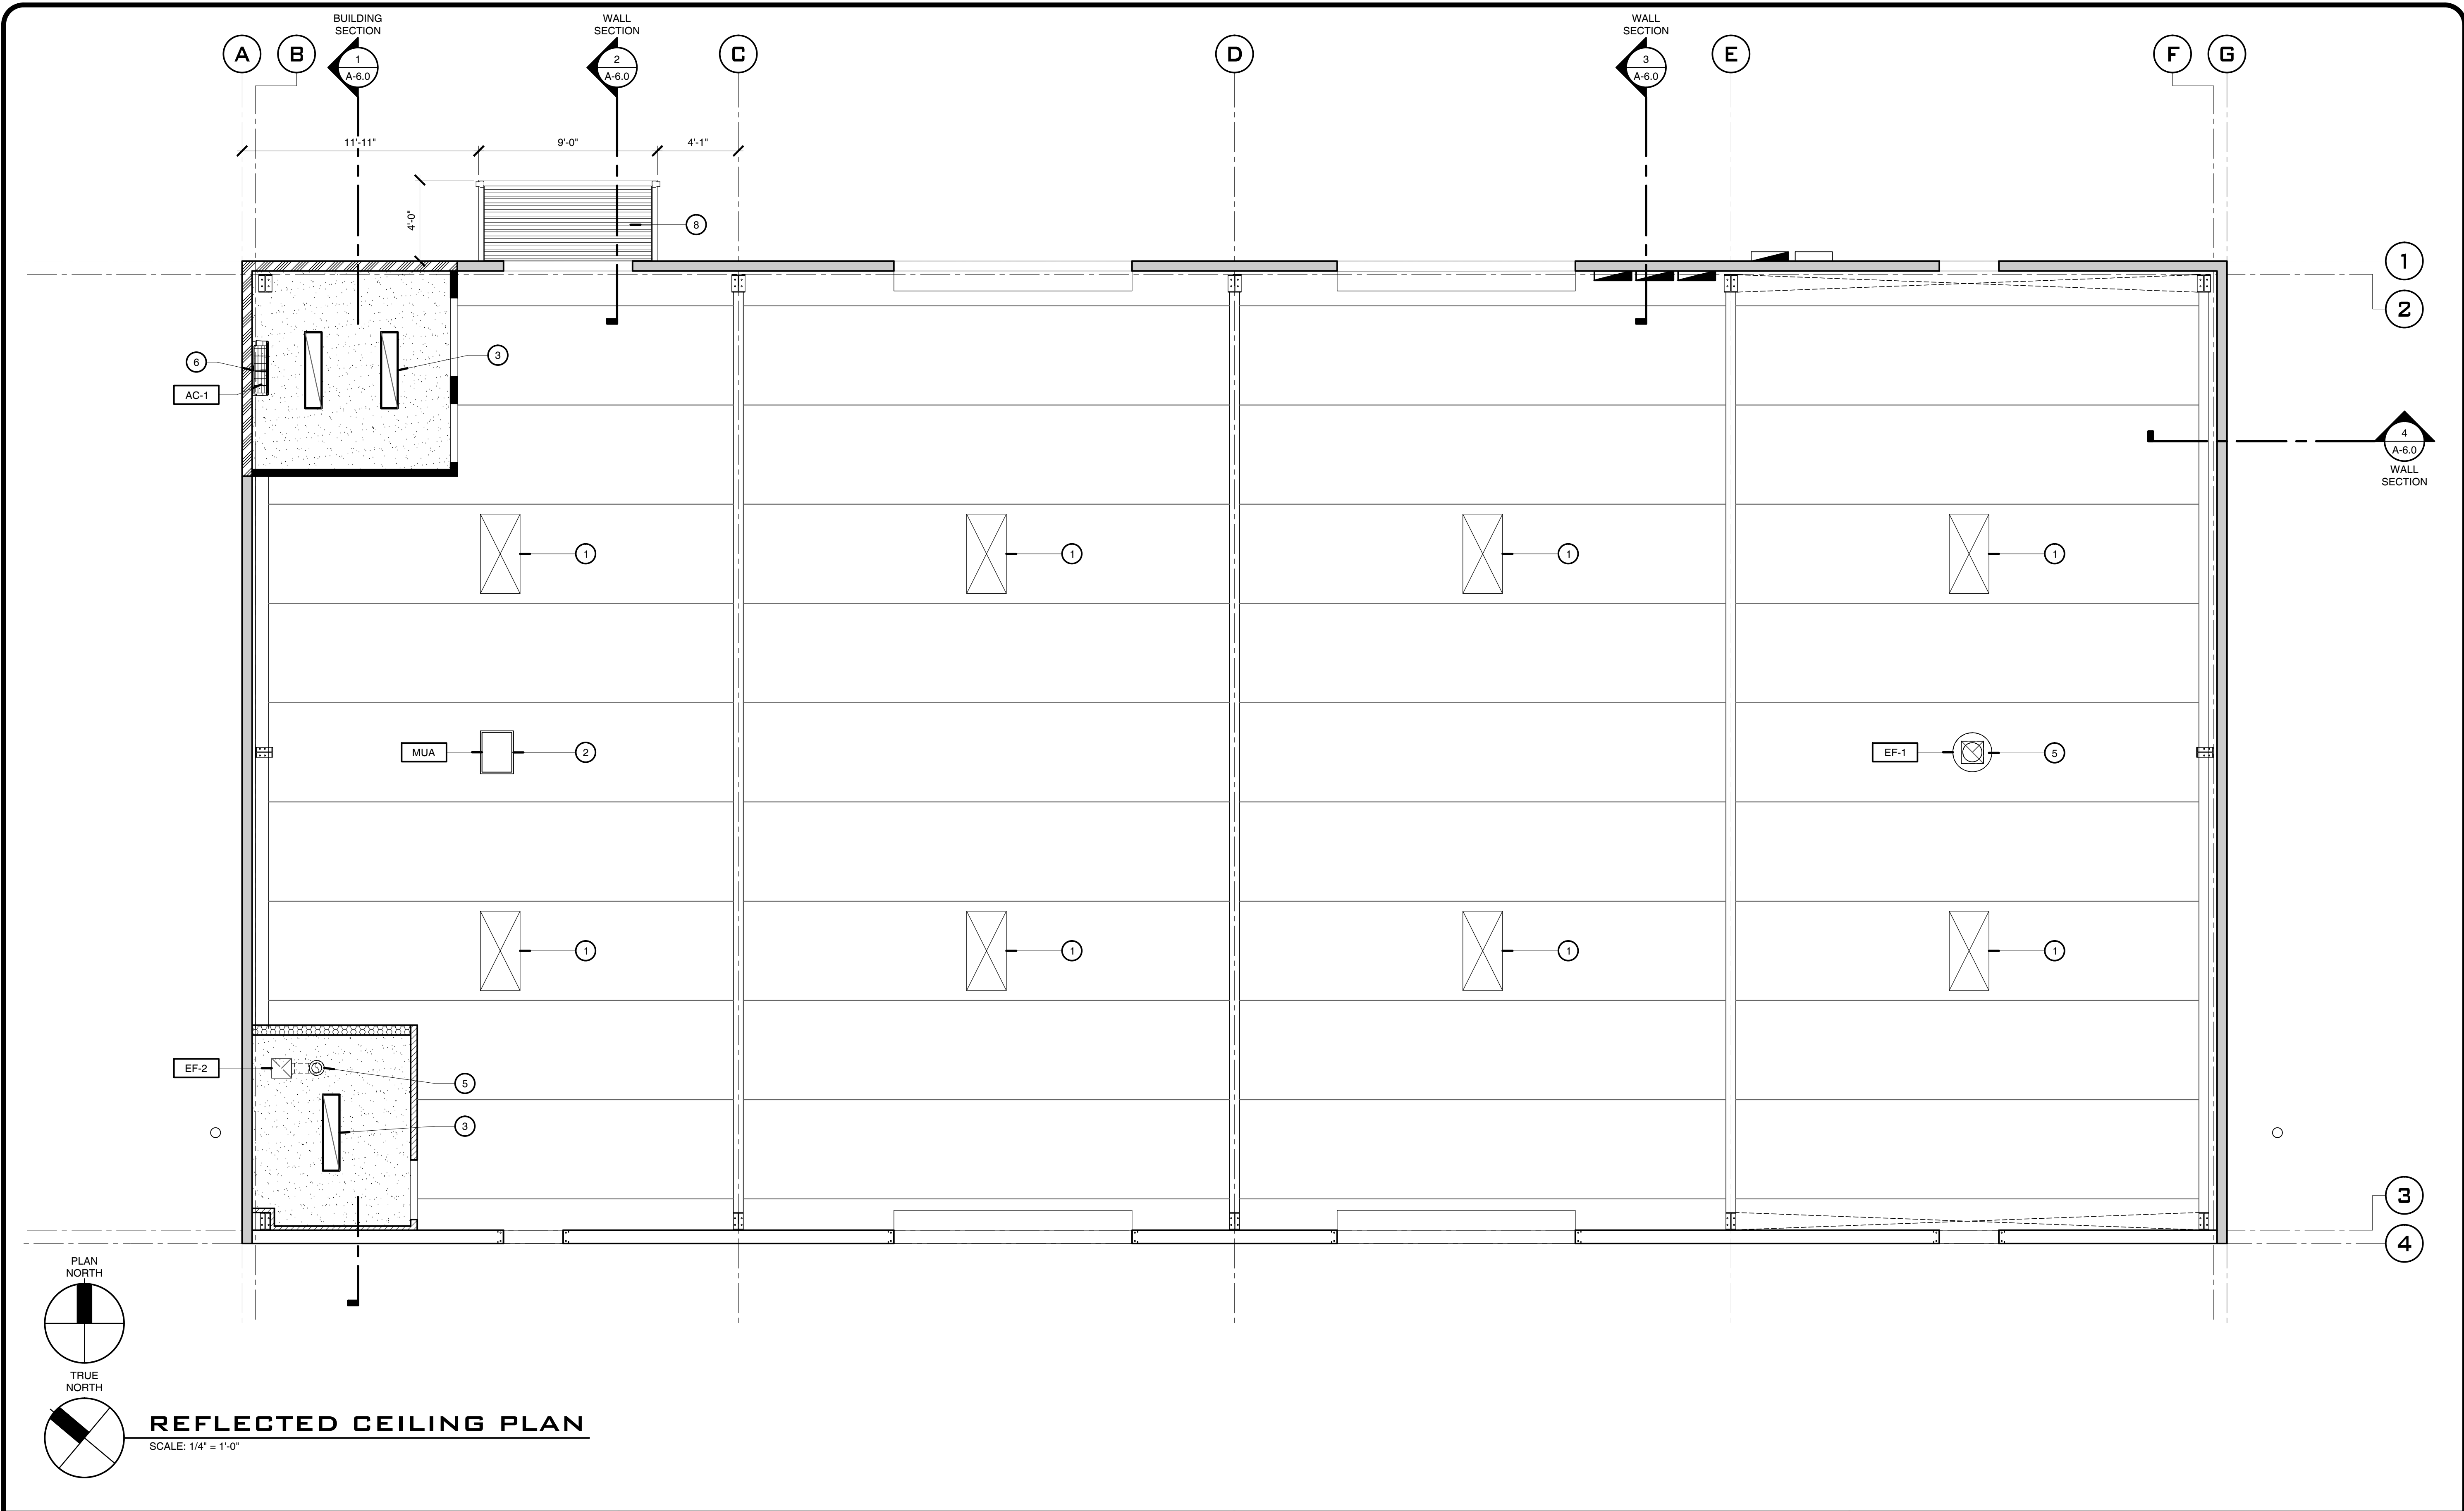 BUILDING
SECTION
WALL
SECTION
WALL
SECTION
A
B
1
A-6.0
2
A-6.0
C
D
3
A-6.0
E
F
G
11'-11"
9'-0"
4'-1"
4'-0"
8
1
2
6
3
AC-1
4
A-6.0
WALL
SECTION
1
1
1
1
MUA
2
EF-1
5
1
1
1
1
EF-2
5
3
3
4
PLAN
NORTH
TRUE
NORTH
REFLECTED CEILING PLAN
SCALE: 1/4" = 1'-0"